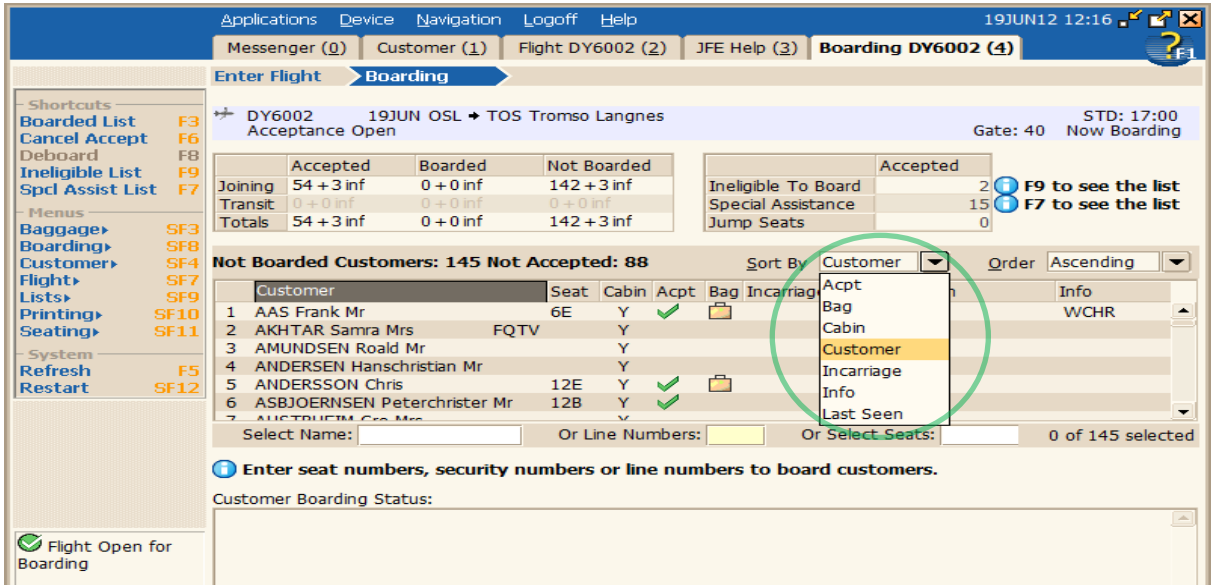 Applications Device Navigation Logoff Help 19JUN12 12:16
Messenger (0) Customer (1) Flight DY6002 (2) JFE Help (3) Boarding DY6002 (4) ? F1
Enter Flight Boarding
Shortcuts
Boarded List F3
Cancel Accept F6
Deboard F8
Ineligible List F9
Spcl Assist List F7
Menus
Baggage SF3
Boarding SF8
Customer SF4
Flight SF7
Lists SF9
Printing SF10
Seating SF11
System
Refresh F5
Restart SF12
Flight Open for
Boarding
DY6002 19JUN OSL → TOS Tromso Langnes STD: 17:00
Acceptance Open Gate: 40 Now Boarding
Accepted Boarded Not Boarded
Joining 54 + 3 inf 0 + 0 inf 142 + 3 inf
Transit 0 + 0 inf 0 + 0 inf 0 + 0 inf
Totals 54 + 3 inf 0 + 0 inf 142 + 3 inf
Accepted
Ineligible To Board 2 F9 to see the list
Special Assistance 15 F7 to see the list
Jump Seats 0
Not Boarded Customers: 145 Not Accepted: 88 Sort By Customer Order Ascending
Customer Seat Cabin Acpt Bag Incarriage Info
1 AAS Frank Mr 6E Y WCHR
2 AKHTAR Samra Mrs FQTV Y
3 AMUNDSEN Roald Mr Y
4 ANDERSEN Hanschristian Mr Y
5 ANDERSSON Chris 12E Y
6 ASBJOERNSEN Peterchrister Mr 12B Y
Acpt
Bag
Cabin
Customer
Incarriage
Info
Last Seen
Select Name: Or Line Numbers: Or Select Seats: 0 of 145 selected
Enter seat numbers, security numbers or line numbers to board customers.
Customer Boarding Status: